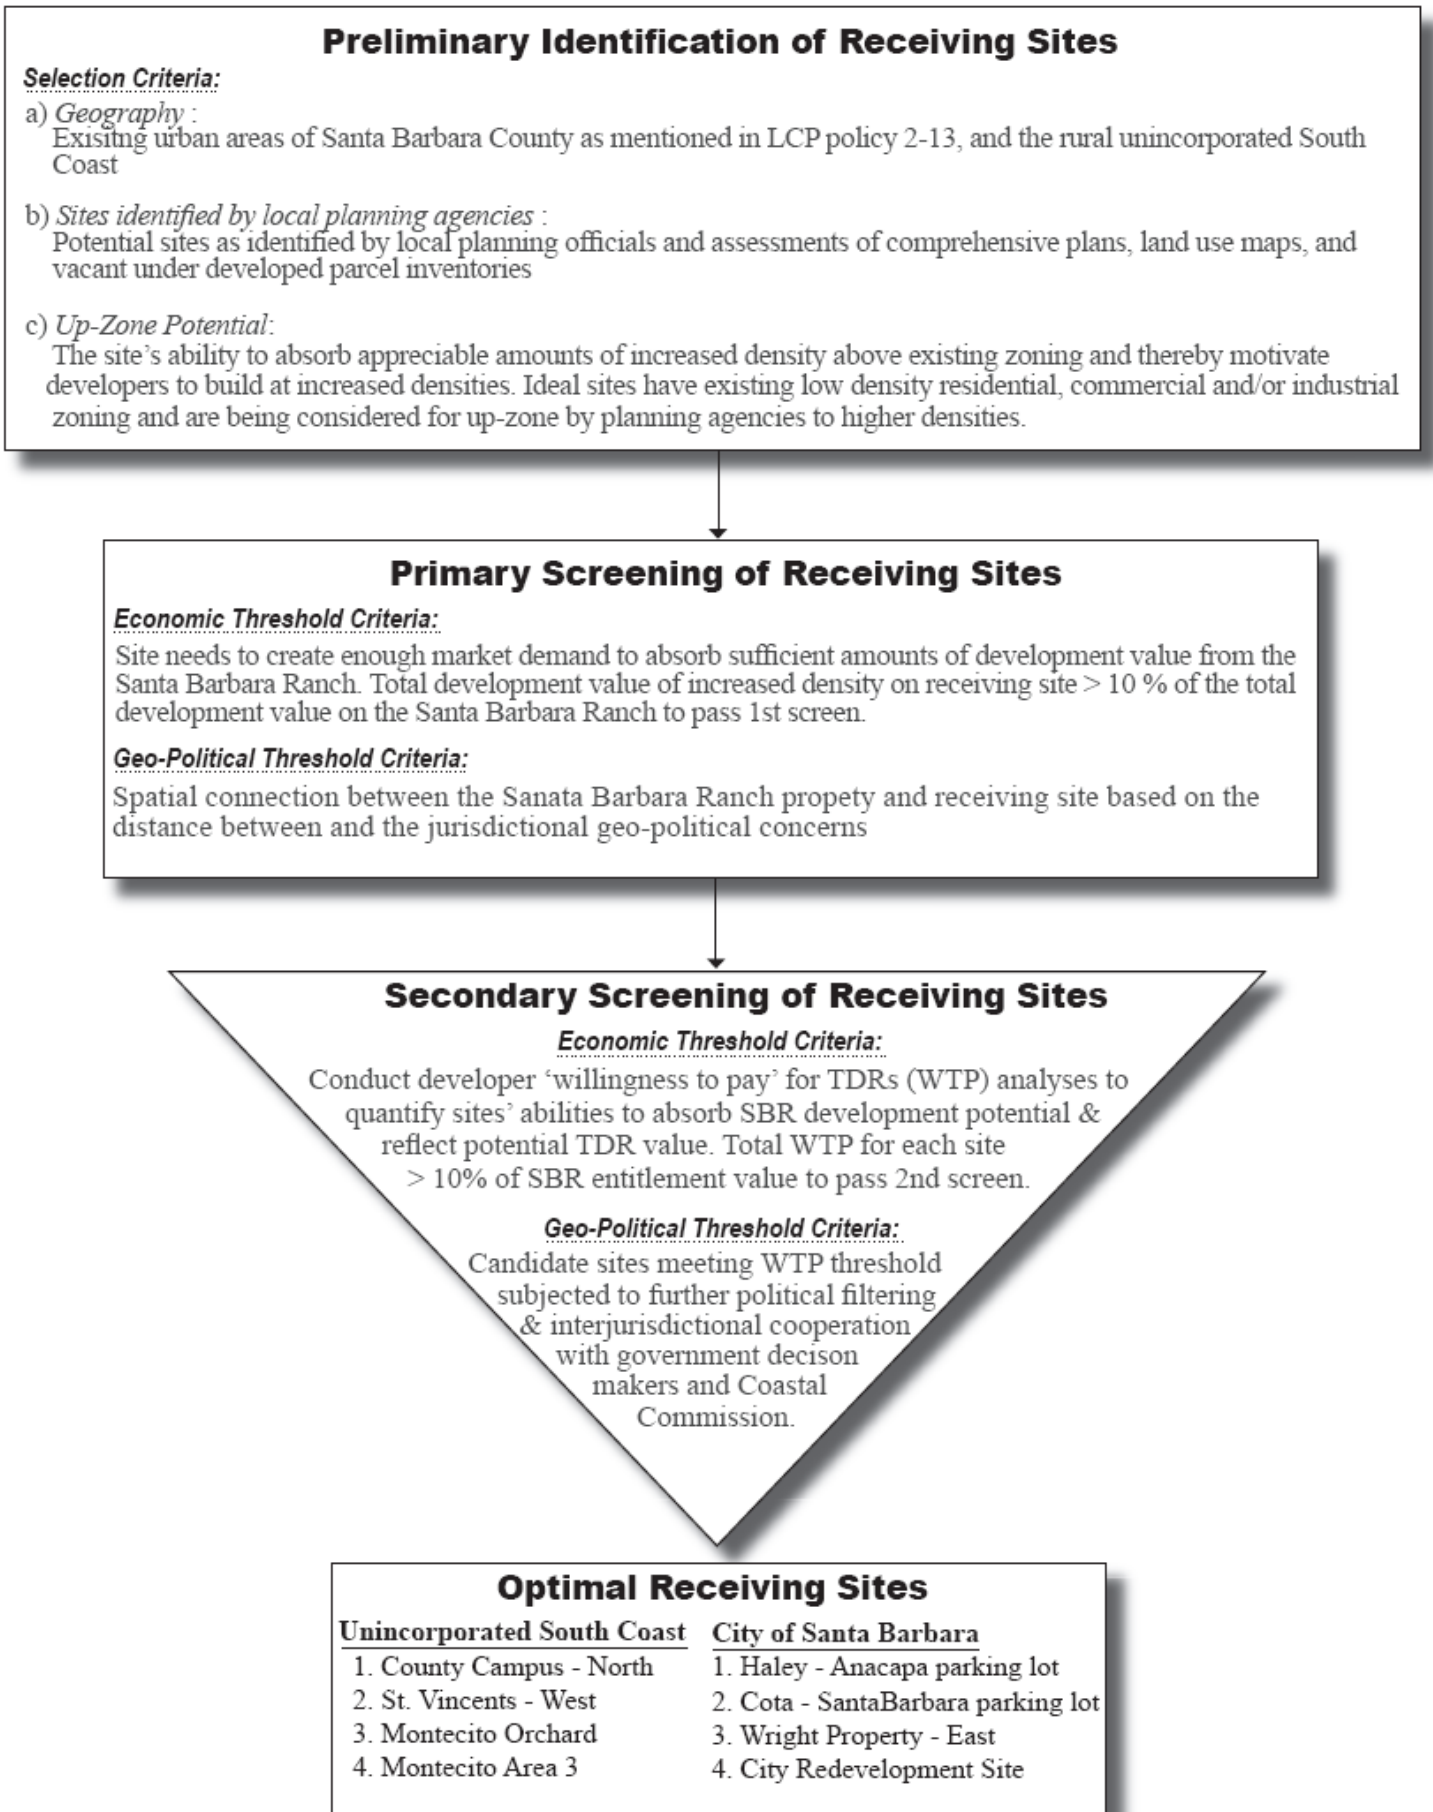 Preliminary Identification of Receiving Sites
Selection Criteria:
a) Geography :
Exisitng urban areas of Santa Barbara County as mentioned in LCP policy 2-13, and the rural unincorporated South
Coast
b) Sites identified by local planning agencies :
Potential sites as identified by local planning officials and assessments of comprehensive plans, land use maps, and
vacant under developed parcel inventories
c) Up-Zone Potential:
The site’s ability to absorb appreciable amounts of increased density above existing zoning and thereby motivate
developers to build at increased densities. Ideal sites have existing low density residential, commercial and/or industrial
zoning and are being considered for up-zone by planning agencies to higher densities.
Primary Screening of Receiving Sites
Economic Threshold Criteria:
Site needs to create enough market demand to absorb sufficient amounts of development value from the
Santa Barbara Ranch. Total development value of increased density on receiving site > 10 % of the total
development value on the Santa Barbara Ranch to pass 1st screen.
Geo-Political Threshold Criteria:
Spatial connection between the Sanata Barbara Ranch propety and receiving site based on the
distance between and the jurisdictional geo-political concerns
Secondary Screening of Receiving Sites
Economic Threshold Criteria:
Conduct developer ‘willingness to pay’ for TDRs (WTP) analyses to
quantify sites’ abilities to absorb SBR development potential &
reflect potential TDR value. Total WTP for each site
> 10% of SBR entitlement value to pass 2nd screen.
Geo-Political Threshold Criteria:
Candidate sites meeting WTP threshold
subjected to further political filtering
& interjurisdictional cooperation
with government decison
makers and Coastal
Commission.
Optimal Receiving Sites
Unincorporated South Coast
1. County Campus - North
2. St. Vincents - West
3. Montecito Orchard
4. Montecito Area 3
City of Santa Barbara
1. Haley - Anacapa parking lot
2. Cota - SantaBarbara parking lot
3. Wright Property - East
4. City Redevelopment Site